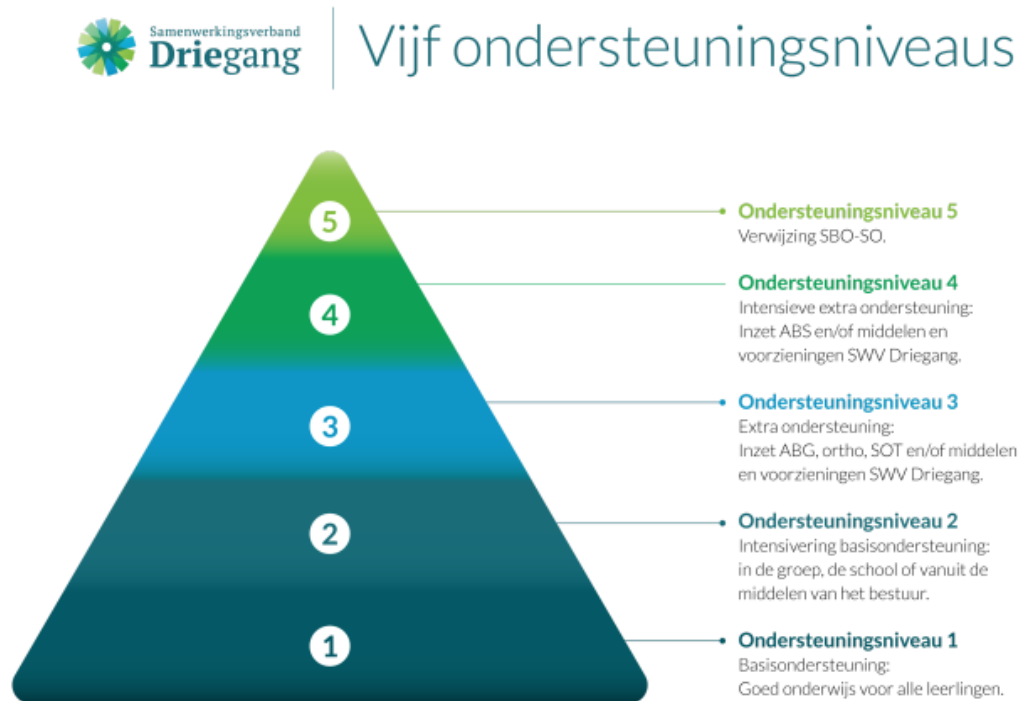 Samenwerkingsverband
Driegang
Vijf ondersteuningsniveaus
5
Ondersteuningsniveau 5
Verwijzing SBO-SO.
4
Ondersteuningsniveau 4
Intensieve extra ondersteuning:
Inzet ABS en/of middelen en
voorzieningen SWV Driegang.
3
Ondersteuningsniveau 3
Extra ondersteuning:
Inzet ABG, ortho, SOT en/of middelen
en voorzieningen SWV Driegang.
2
Ondersteuningsniveau 2
Intensivering basisondersteuning:
in de groep, de school of vanuit de
middelen van het bestuur.
1
Ondersteuningsniveau 1
Basisondersteuning:
Goed onderwijs voor alle leerlingen.